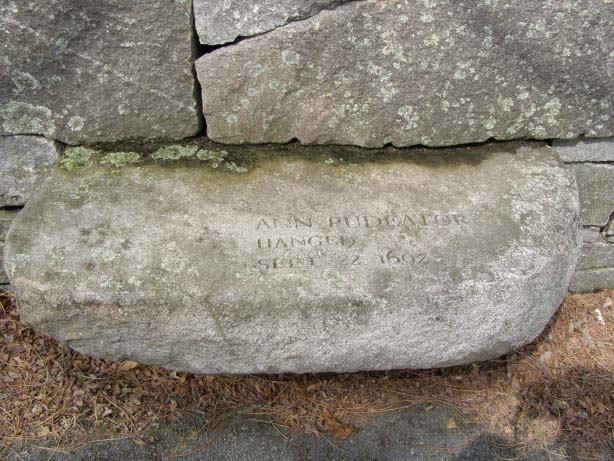 ANN PUDEATOR
HANGED
SEPT 22 1692